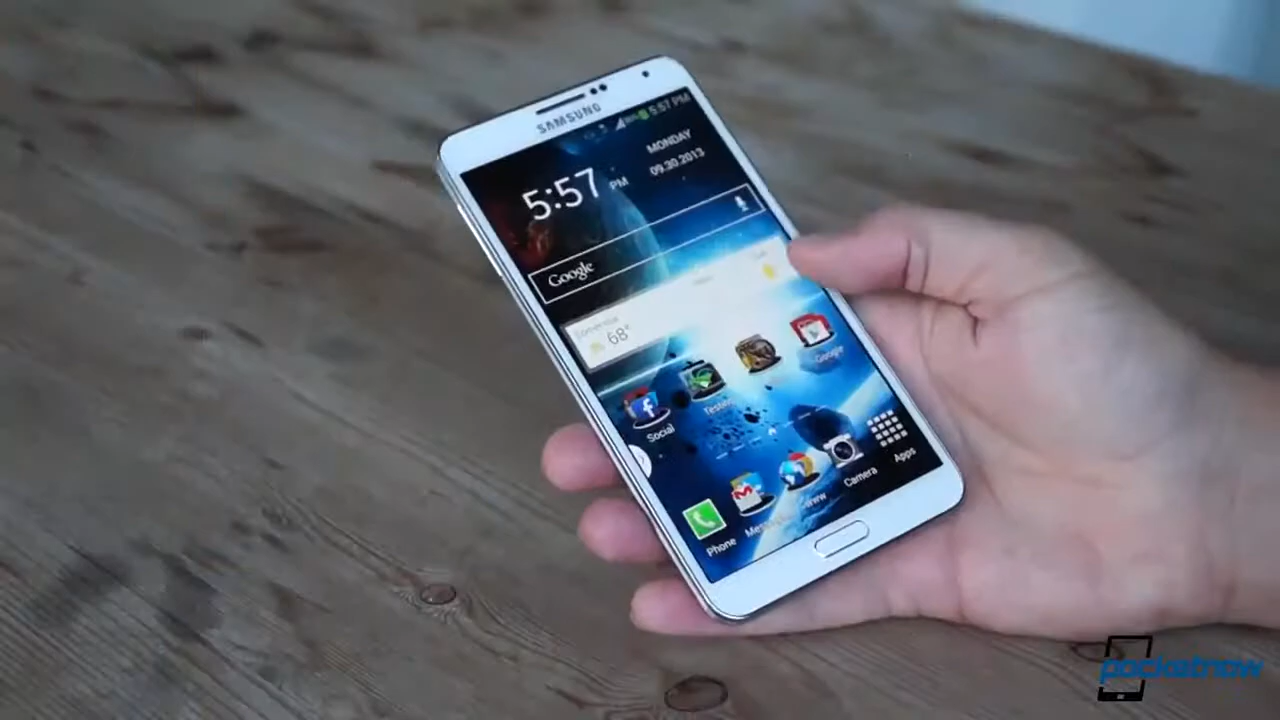 SAMSUNG
5:57 PM
MONDAY
5:57 PM
09.30.2013
Google
68°
Google
Social
Phone
www
Camera
Apps
pocketnow